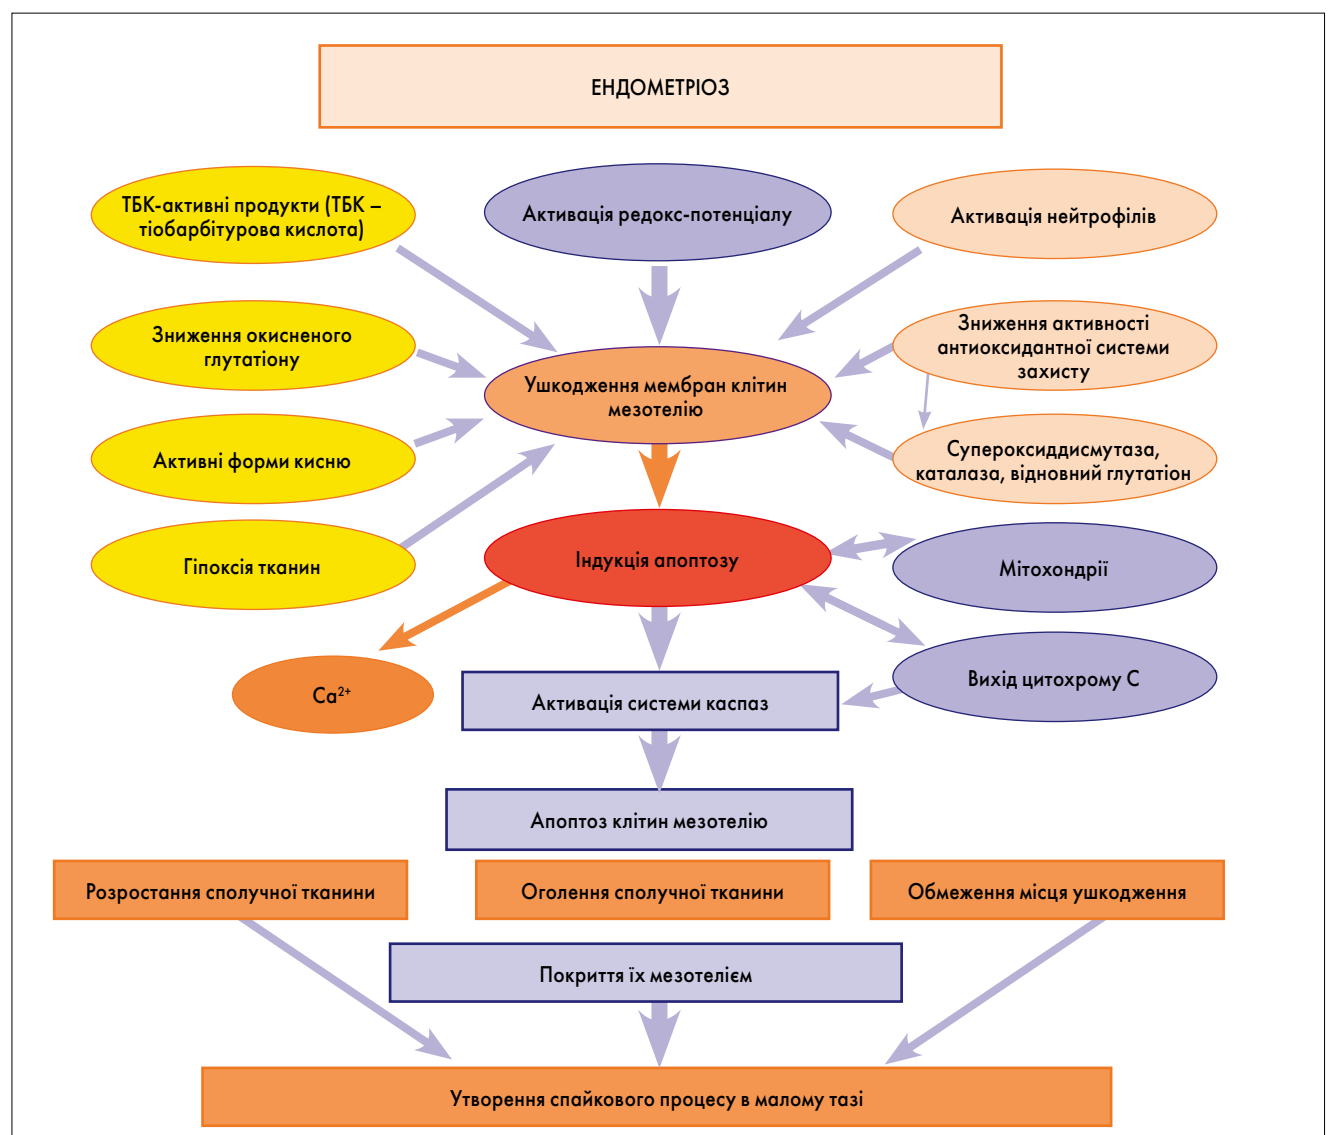 ЕНДОМЕТРІОЗ
ТБК-активні продукти (ТБК –
тіобарбітурова кислота)
Активація редокс-потенціалу
Активація нейтрофілів
Зниження окисненого
глутатіону
Зниження активності
антиоксидантної системи
захисту
Ушкодження мембран клітин
мезотелію
Активні форми кисню
Супероксиддисмутаза,
каталаза, відновний глутатіон
Гіпоксія тканин
Індукція апоптозу
Мітохондрії
Ca²⁺
Активація системи каспаз
Вихід цитохрому С
Апоптоз клітин мезотелію
Розростання сполучної тканини
Оголення сполучної тканини
Обмеження місця ушкодження
Покриття їх мезотелієм
Утворення спайкового процесу в малому тазі